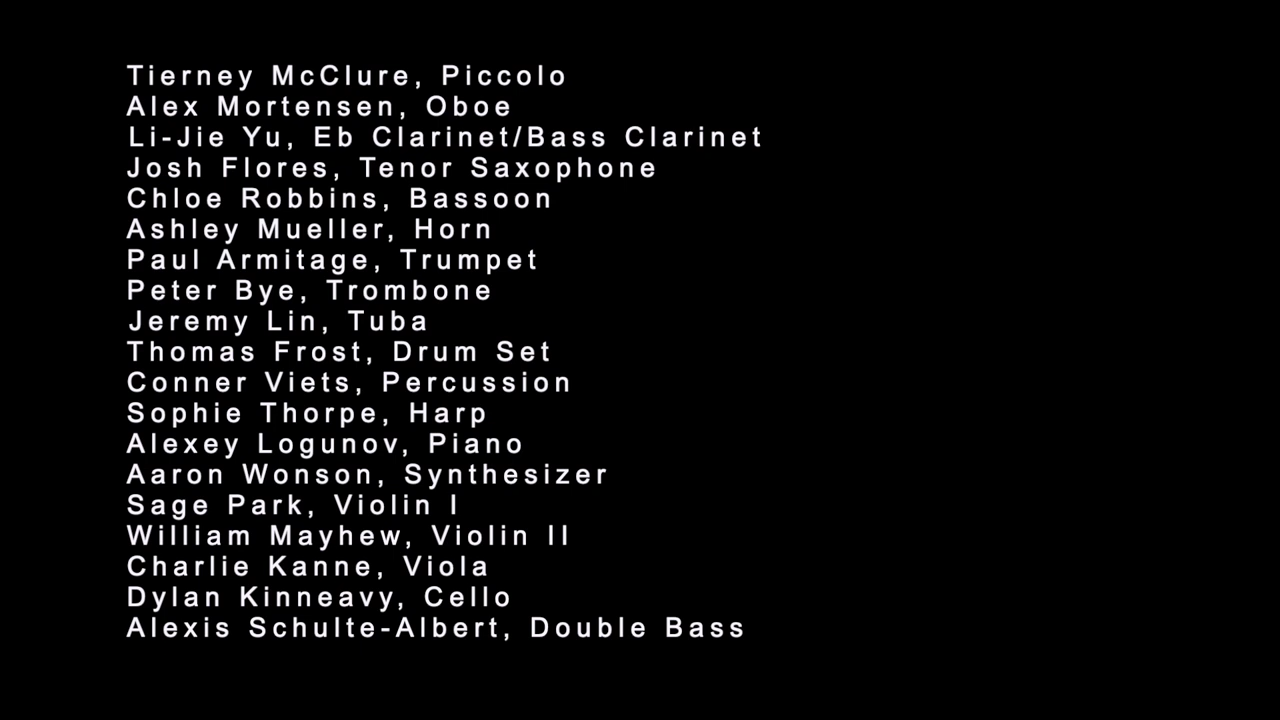 Tierney McClure, Piccolo
Alex Mortensen, Oboe
Li-Jie Yu, Eb Clarinet/Bass Clarinet
Josh Flores, Tenor Saxophone
Chloe Robbins, Bassoon
Ashley Mueller, Horn
Paul Armitage, Trumpet
Peter Bye, Trombone
Jeremy Lin, Tuba
Thomas Frost, Drum Set
Conner Viets, Percussion
Sophie Thorpe, Harp
Alexey Logunov, Piano
Aaron Wonson, Synthesizer
Sage Park, Violin I
William Mayhew, Violin II
Charlie Kanne, Viola
Dylan Kinneavy, Cello
Alexis Schulte-Albert, Double Bass